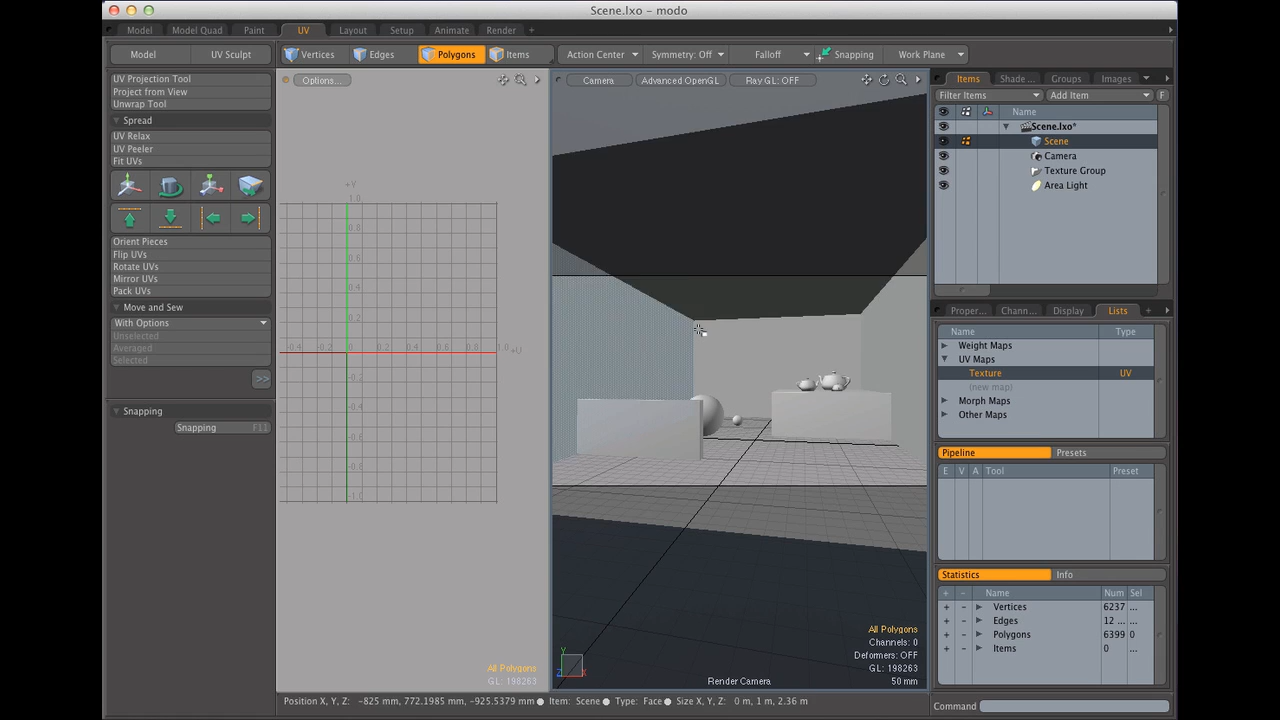 Scene.lxo - modo
Model Model Quad Paint UV Layout Setup Animate Render
Model UV Sculpt Vertices Edges Polygons Items Action Center Symmetry: Off Falloff Snapping Work Plane
UV Projection Tool
Project from View
Unwrap Tool
Spread
UV Relax
UV Peeler
Fit UVs
Orient Pieces
Flip UVs
Rotate UVs
Mirror UVs
Pack UVs
Move and Sew
With Options
Unselected
Averaged
Selected
>>
Snapping
Snapping F11
Options...
+V
1.0
0.8
0.6
0.4
0.2
-0.4 -0.2 0 0.2 0.4 0.6 0.8 1.0 +U
-0.2
-0.4
-0.6
-0.8
-1.0
All Polygons
GL: 198263
Camera Advanced OpenGL Ray GL: OFF
All Polygons
Channels: 0
Deformers: OFF
GL: 198263
Render Camera 50 mm
Y
Z X
Position X, Y, Z: -825 mm, 772.1985 mm, -925.5379 mm Item: Scene Type: Face Size X, Y, Z: 0 m, 1 m, 2.36 m
Items Shade... Groups Images
Filter Items Add Item F
Name
Scene.lxo*
Scene
Camera
Texture Group
Area Light
Proper... Chann... Display Lists +
Name Type
Weight Maps
UV Maps
Texture UV
(new map)
Morph Maps
Other Maps
Pipeline Presets
E V A Tool Preset
Statistics Info
+ - Name Num Sel
+ - Vertices 6237 ...
+ - Edges 12 ... ...
+ - Polygons 6399 0
+ - Items 0 ...
Command